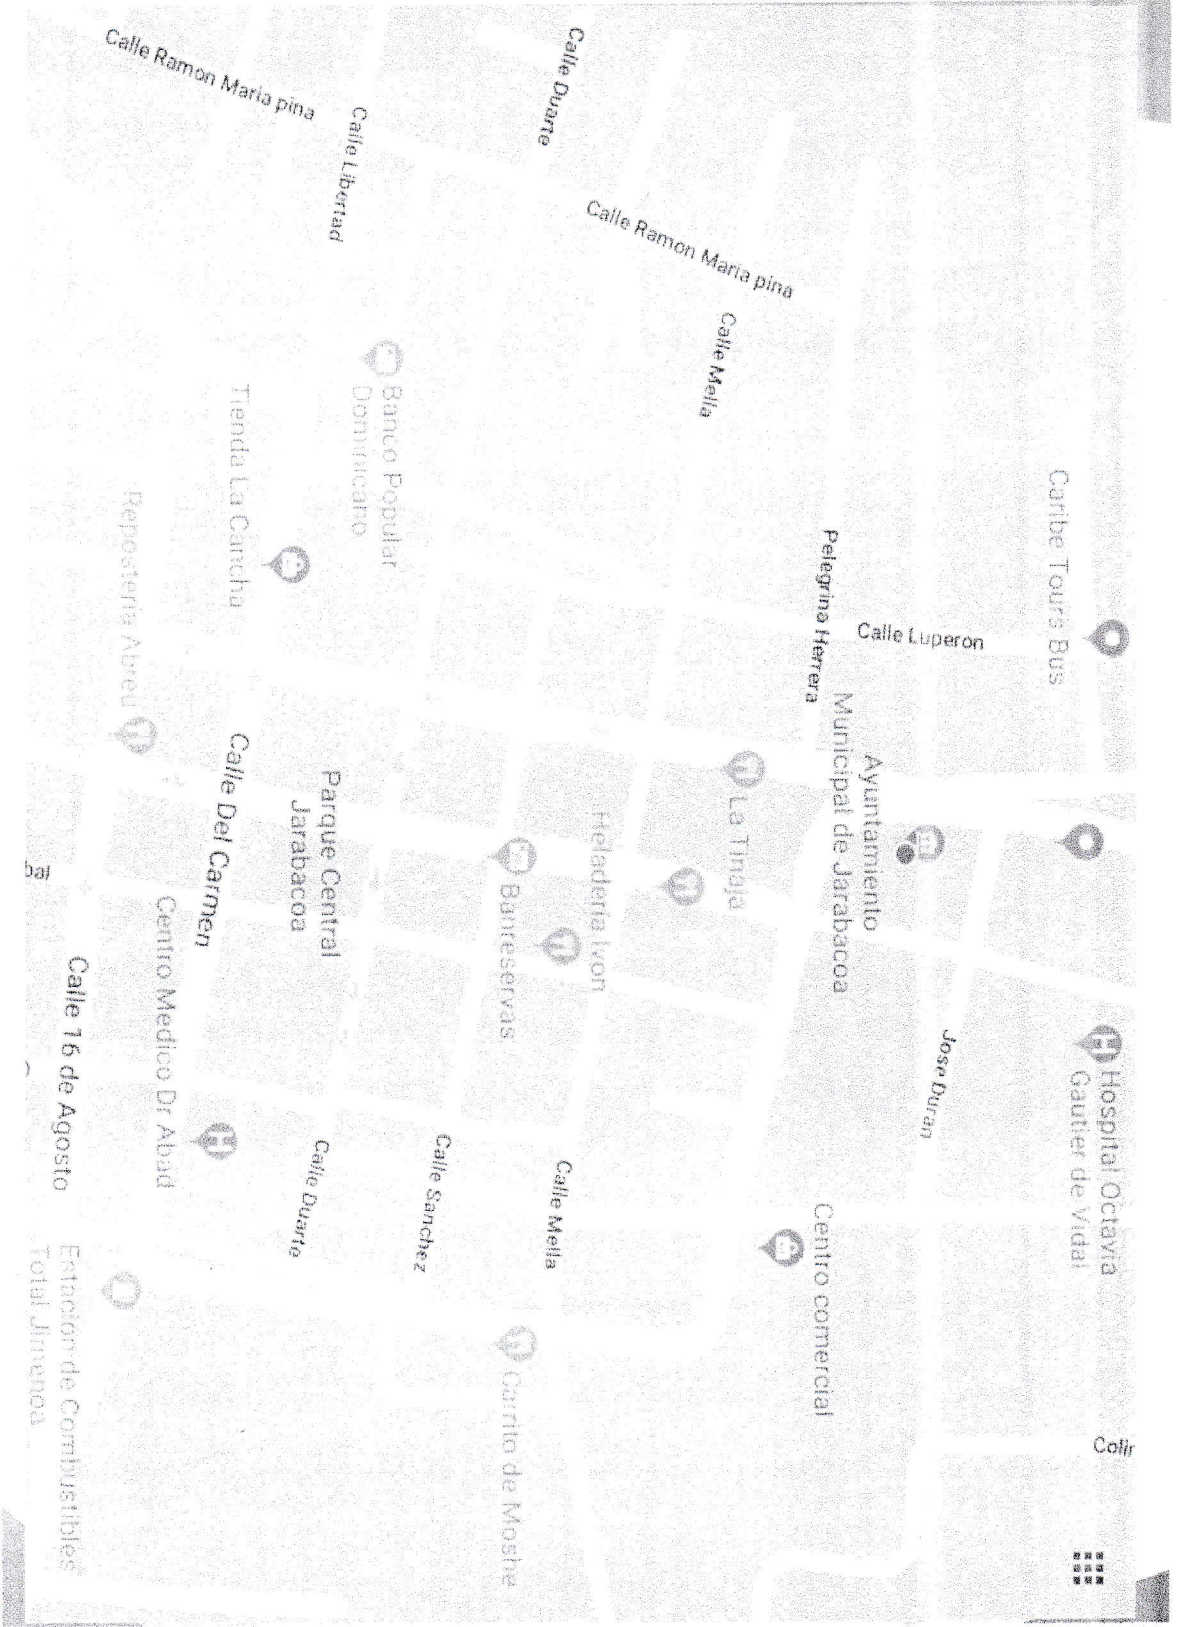 Caribe Tours Bus
Hospital Octavia
Gautier de Vidal
Colir
Calle Luperon
Jose Duran
Ayuntamiento
Municipal de Jarabacoa
Pelegrina Herrera
Centro comercial
La Tinaja
Calle Mella
Calle Ramon Maria pina
Heladeria Ivon
Calle Mella
Calle Duarte
Banreservas
Carrito de Moshe
Calle Sanchez
Banco Popular
Dominicano
Calle Libertad
Parque Central
Jarabacoa
Calle Duarte
Tienda La Cancha
Calle Del Carmen
Calle Ramon Maria pina
Centro Medico Dr Abad
Reposteria Abreu
Calle 16 de Agosto
Estacion de Combustibles
Total Jimenoa
bal